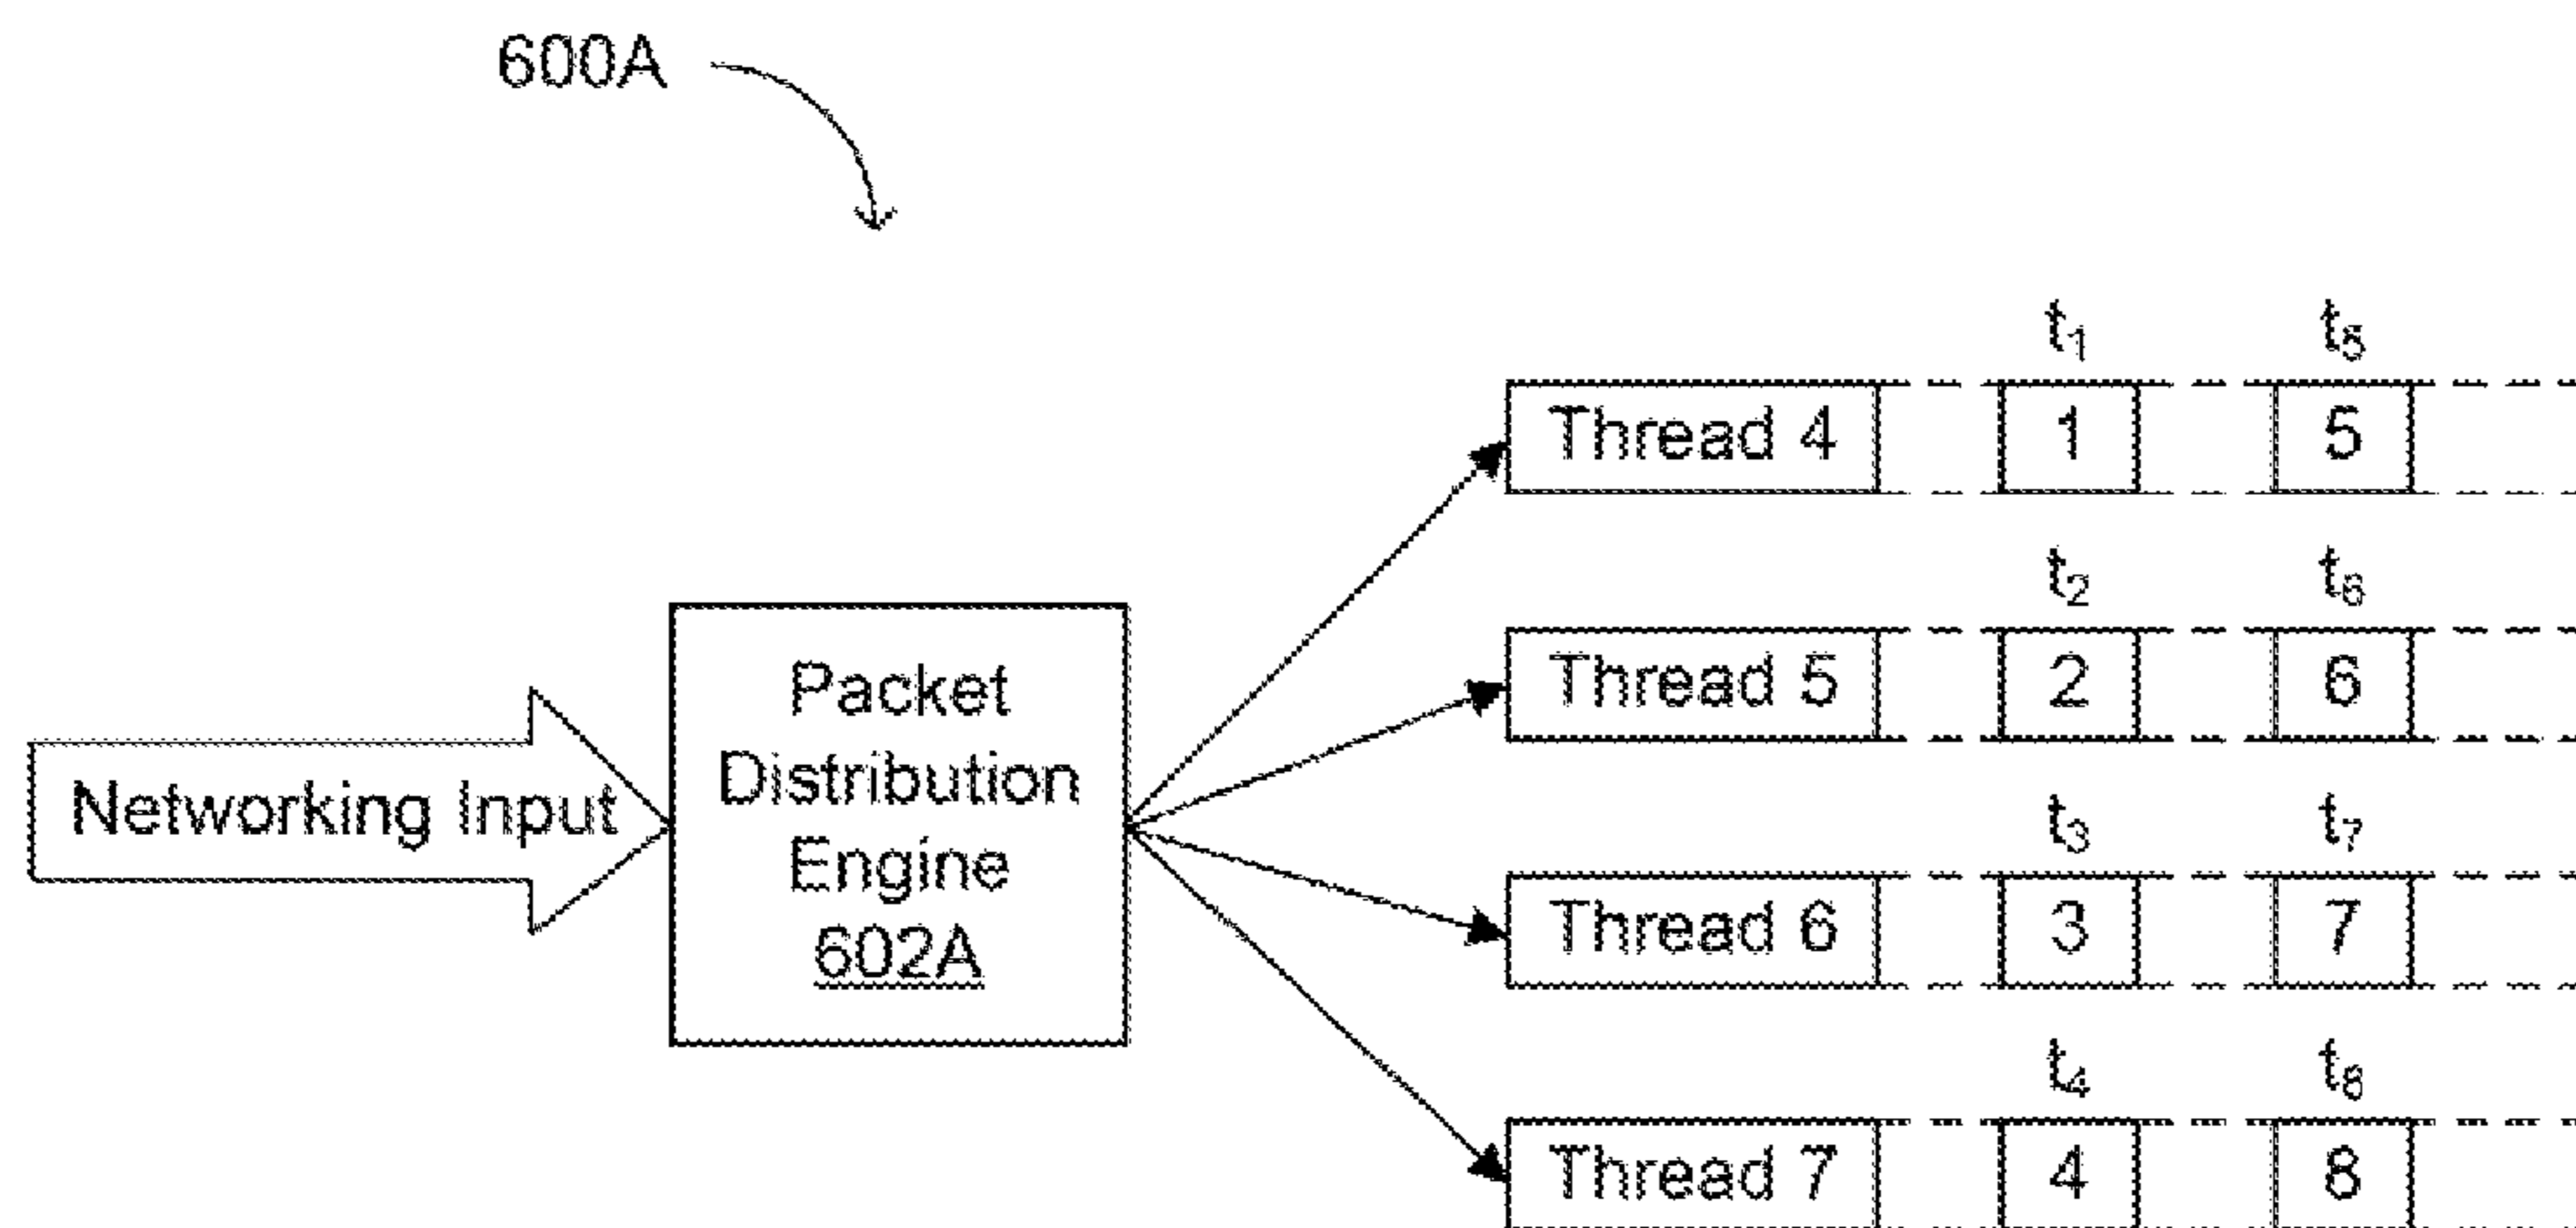 600A
t₁ t₅
Thread 4 1 5
t₂ t₆
Thread 5 2 6
t₃ t₇
Thread 6 3 7
t₄ t₈
Thread 7 4 8
Packet
Distribution
Engine
602A
Networking Input